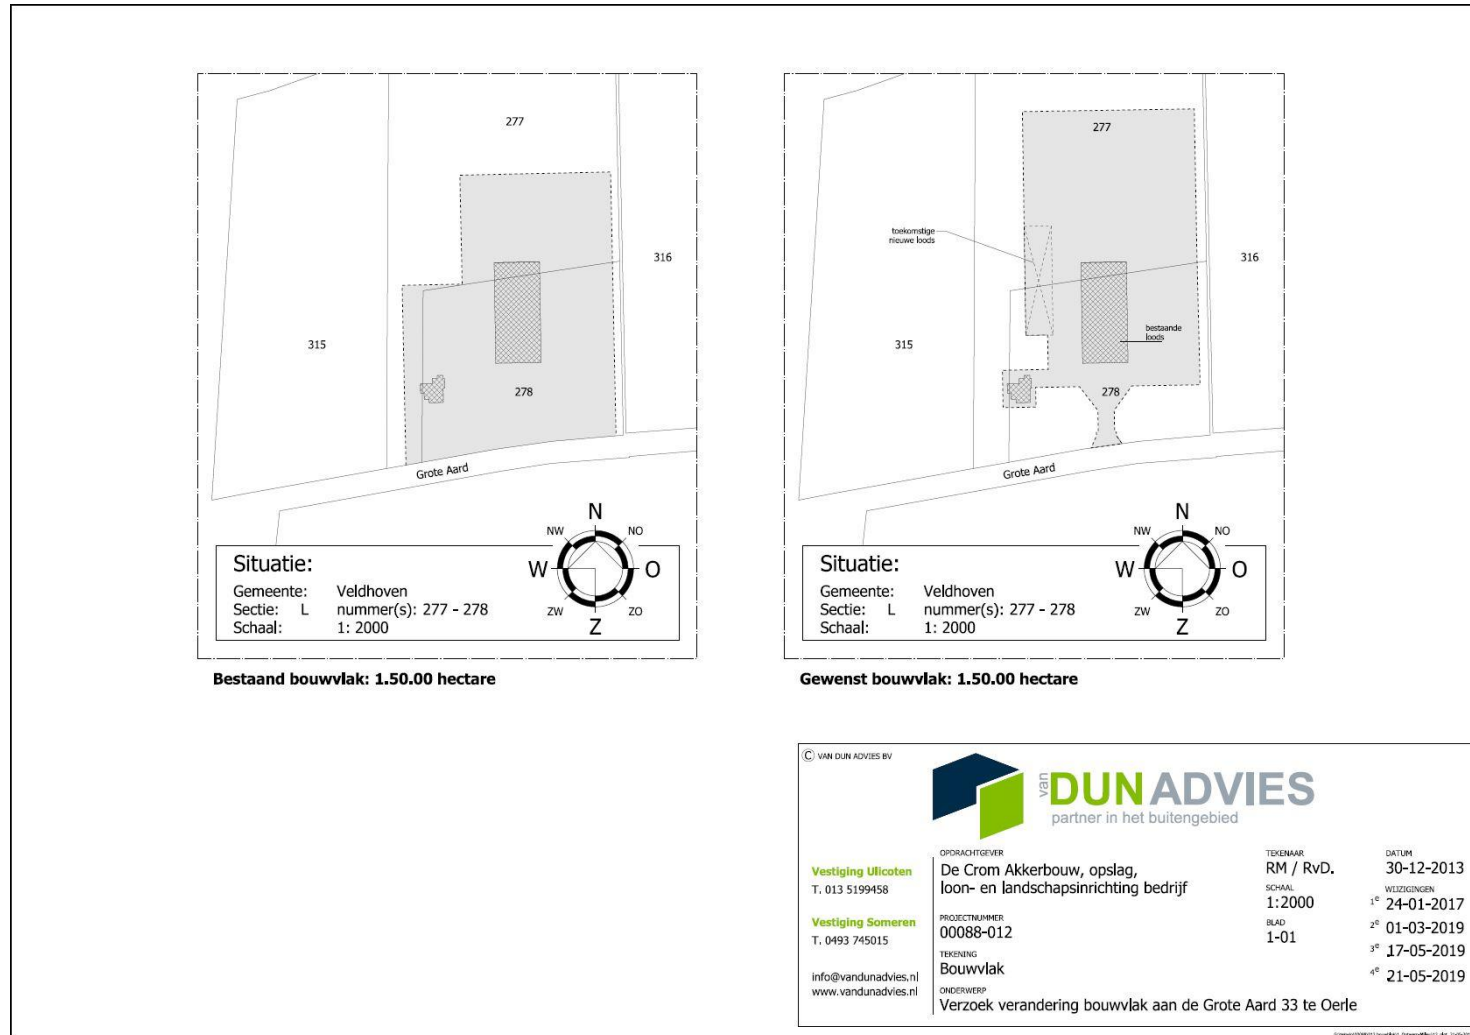 277
316
315
278
Grote Aard
N
NW
NO
W
O
ZW
ZO
Z
Situatie:
Gemeente: Veldhoven
Sectie: L nummer(s): 277 - 278
Schaal: 1: 2000
Bestaand bouwvlak: 1.50.00 hectare
277
toekomstige
nieuwe loods
316
315
bestaande
loods
278
Grote Aard
N
NW
NO
W
O
ZW
ZO
Z
Situatie:
Gemeente: Veldhoven
Sectie: L nummer(s): 277 - 278
Schaal: 1: 2000
Gewenst bouwvlak: 1.50.00 hectare
© VAN DUN ADVIES BV
van DUN ADVIES
partner in het buitengebied
Vestiging Ulicoten
T. 013 5199458
Vestiging Someren
T. 0493 745015
info@vandunadvies.nl
www.vandunadvies.nl
OPDRACHTGEVER
De Crom Akkerbouw, opslag,
loon- en landschapsinrichting bedrijf
PROJECTNUMMER
00088-012
TEKENING
Bouwvlak
ONDERWERP
Verzoek verandering bouwvlak aan de Grote Aard 33 te Oerle
TEKENAAR
RM / RvD.
SCHAAL
1:2000
BLAD
1-01
DATUM
30-12-2013
WIJZIGINGEN
1e 24-01-2017
2e 01-03-2019
3e 17-05-2019
4e 21-05-2019